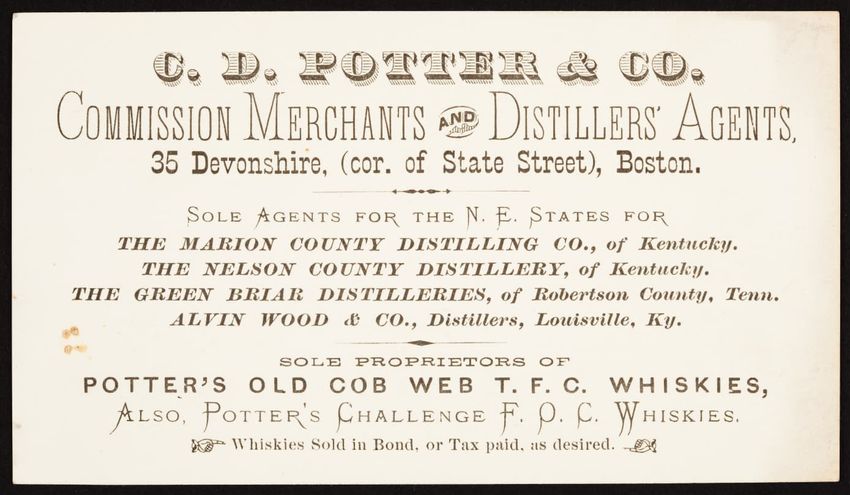 C. D. POTTER & CO.
COMMISSION MERCHANTS AND DISTILLERS' AGENTS,
35 Devonshire, (cor. of State Street), Boston.
SOLE AGENTS FOR THE N. E. STATES FOR
THE MARION COUNTY DISTILLING CO., of Kentucky.
THE NELSON COUNTY DISTILLERY, of Kentucky.
THE GREEN BRIAR DISTILLERIES, of Robertson County, Tenn.
ALVIN WOOD & CO., Distillers, Louisville, Ky.
SOLE PROPRIETORS OF
POTTER'S OLD COB WEB T. F. C. WHISKIES,
ALSO, POTTER'S CHALLENGE F. O. C. WHISKIES.
Whiskies Sold in Bond, or Tax paid, as desired.